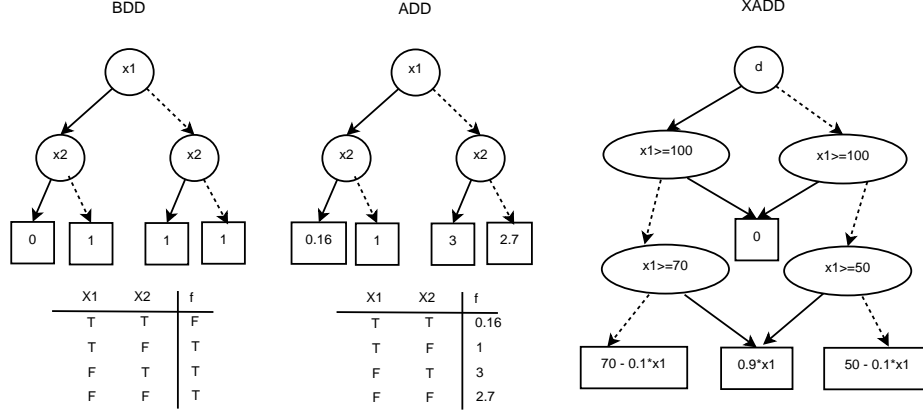 BDD
ADD
XADD
x1
x1
d
x2
x2
x2
x2
x1>=100
x1>=100
0
1
1
1
0.16
1
3
2.7
0
x1>=70
x1>=50
X1 X2 f
T T F
T F T
F T T
F F T
X1 X2 f
T T 0.16
T F 1
F T 3
F F 2.7
70 - 0.1*x1
0.9*x1
50 - 0.1*x1